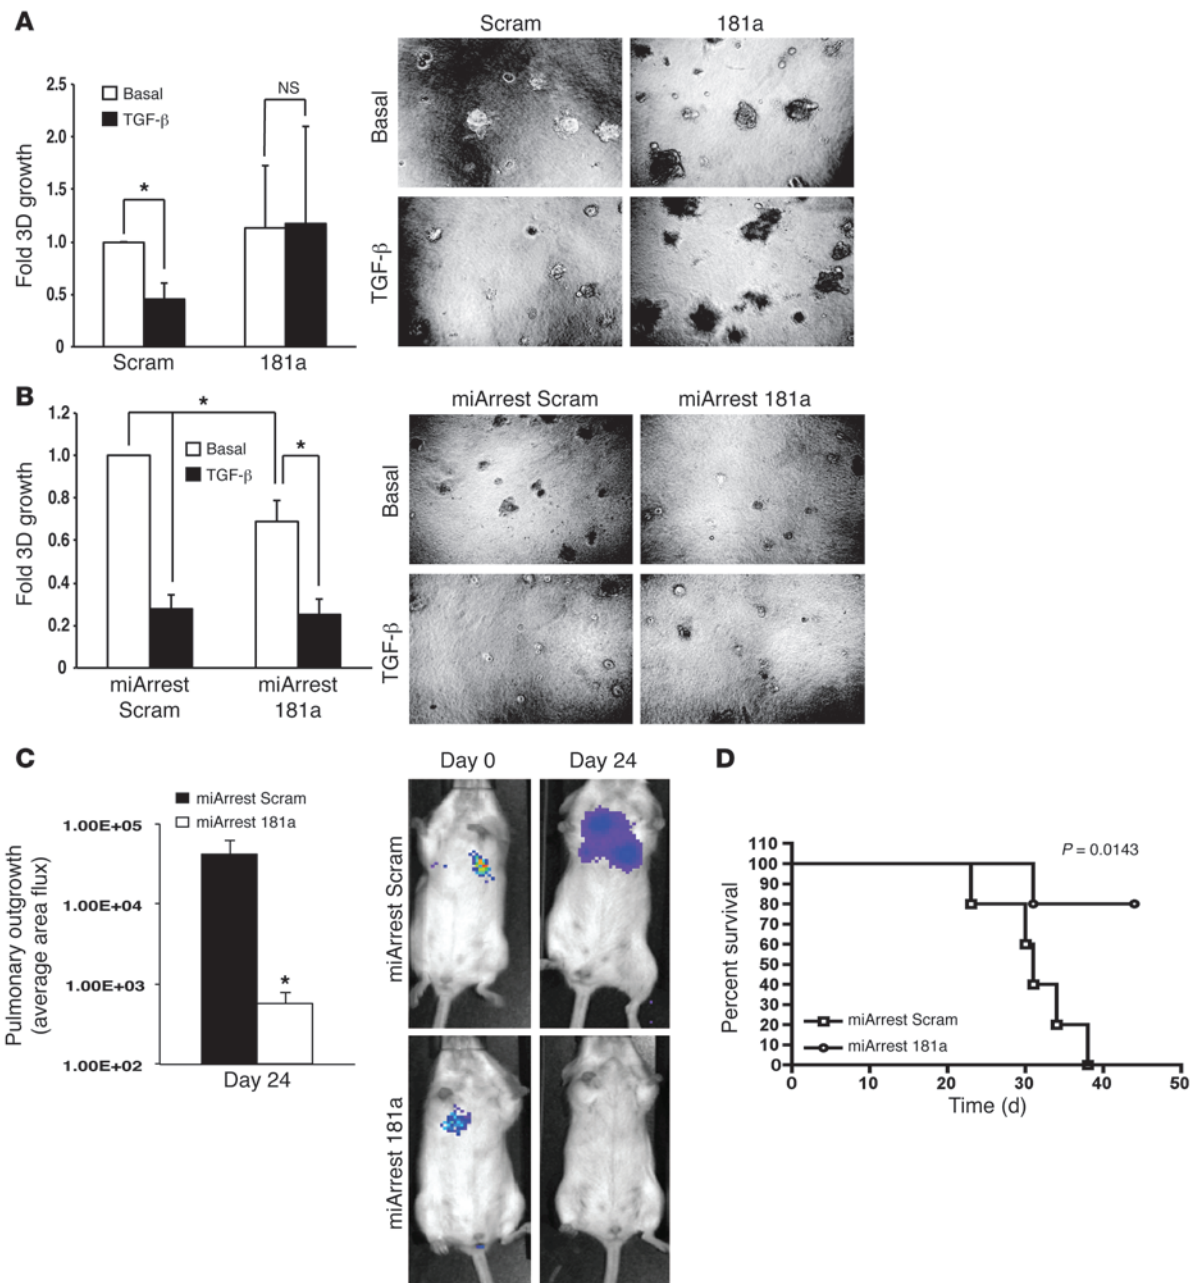 A
Scram
181a
2.5
2.0
1.5
1.0
0.5
0
Fold 3D growth
Basal
TGF-β
*
NS
Scram
181a
Basal
TGF-β
B
miArrest Scram
miArrest 181a
1.2
1.0
0.8
0.6
0.4
0.2
0
Fold 3D growth
*
*
Basal
TGF-β
miArrest
Scram
miArrest
181a
Basal
TGF-β
C
Day 0
Day 24
miArrest Scram
miArrest 181a
1.00E+05
1.00E+04
1.00E+03
1.00E+02
Pulmonary outgrowth
(average area flux)
*
Day 24
miArrest Scram
miArrest 181a
D
P = 0.0143
110
100
90
80
70
60
50
40
30
20
10
0
Percent survival
miArrest Scram
miArrest 181a
0
10
20
30
40
50
Time (d)